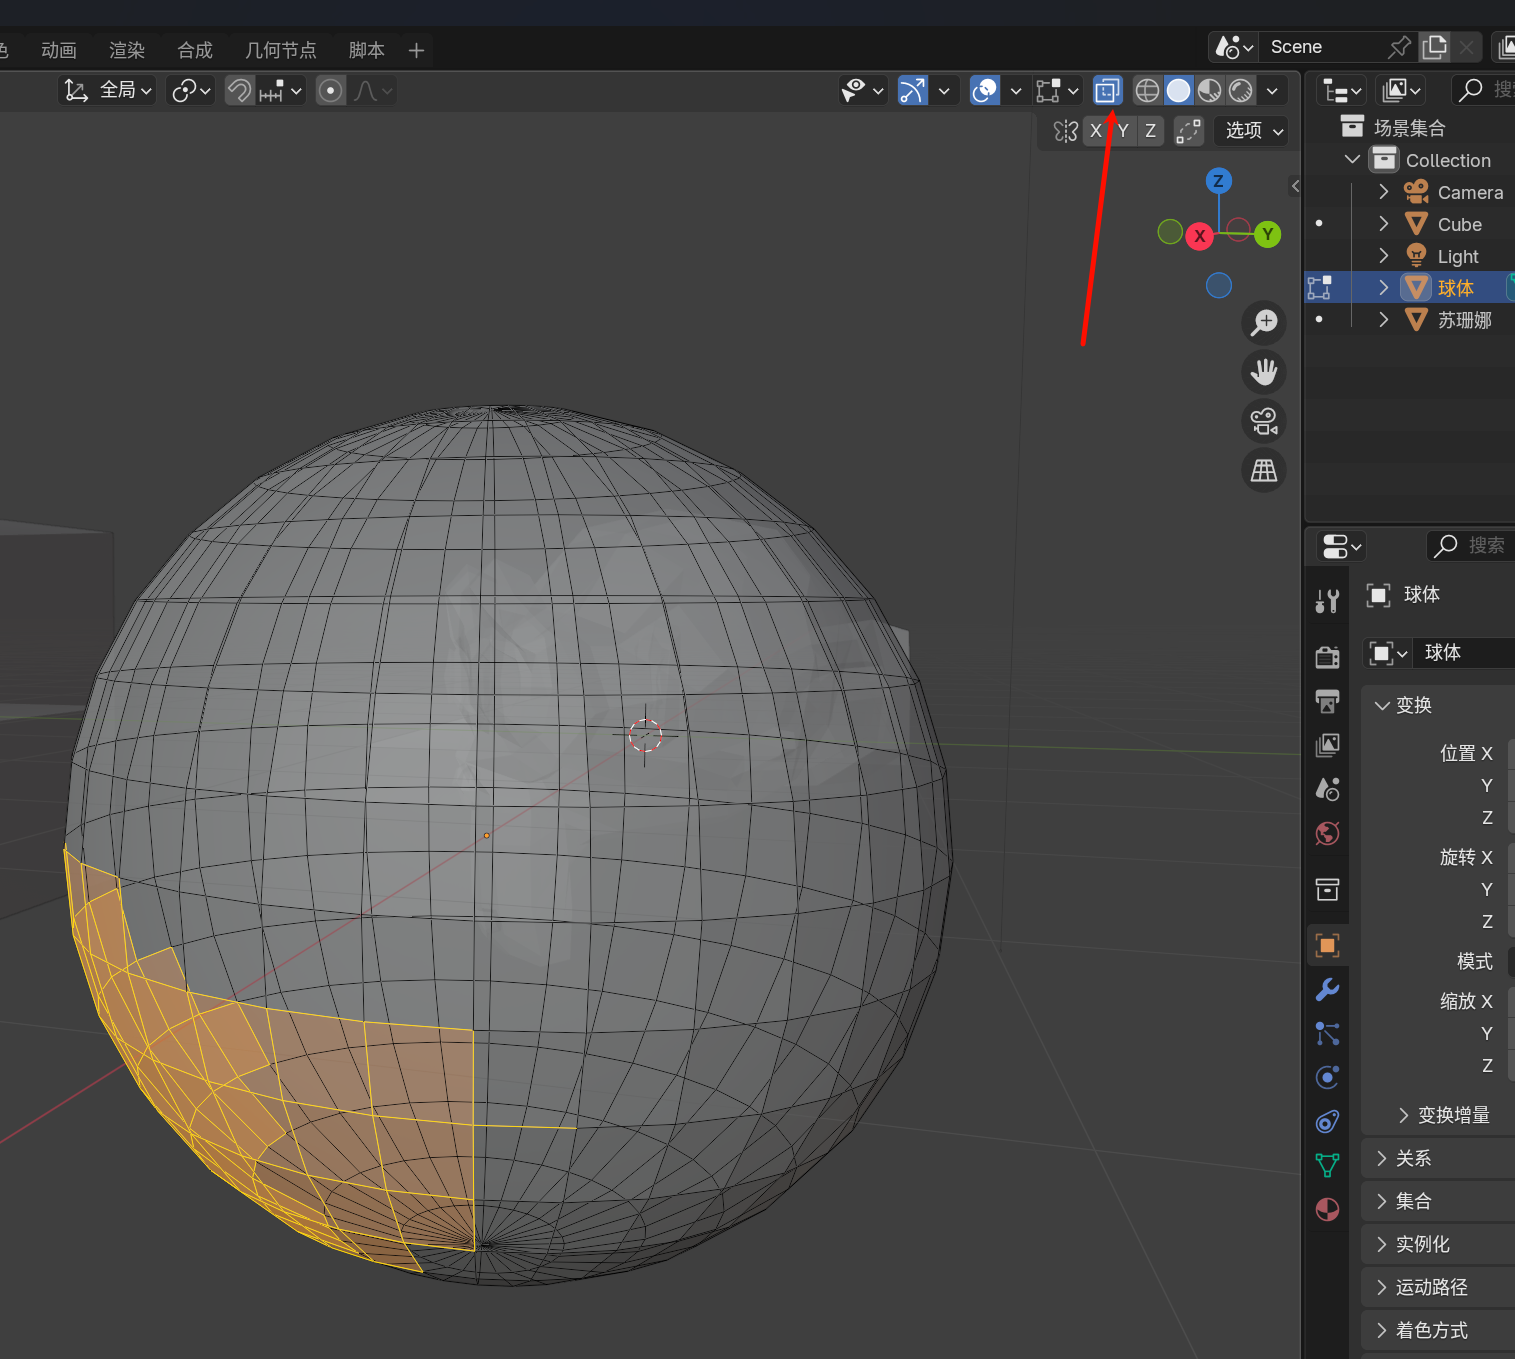 动画 渲染 合成 几何节点 脚本 +
Scene
全局
X Y Z 选项
Z
X
Y
场景集合
Collection
Camera
Cube
Light
球体
苏珊娜
搜索
球体
球体
变换
位置 X
Y
Z
旋转 X
Y
Z
模式
缩放 X
Y
Z
变换增量
关系
集合
实例化
运动路径
着色方式